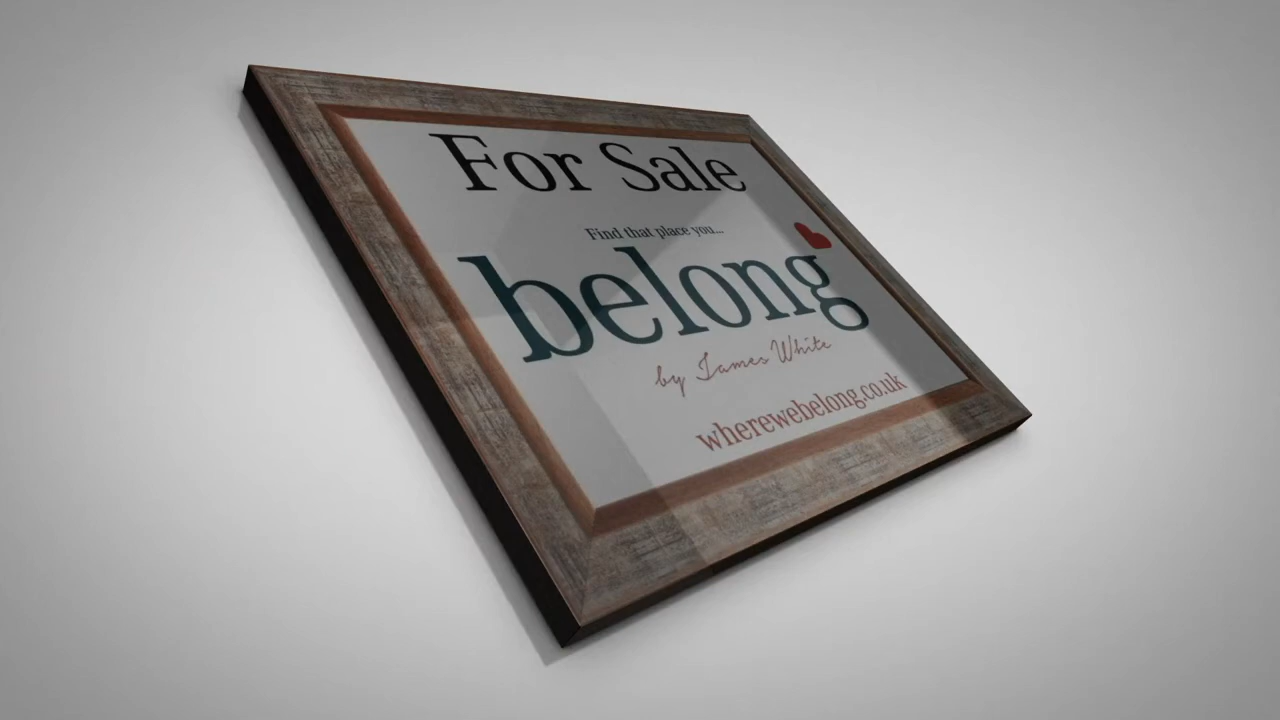 For Sale
Find that place you...
belong
by James White
wherewebelong.co.uk